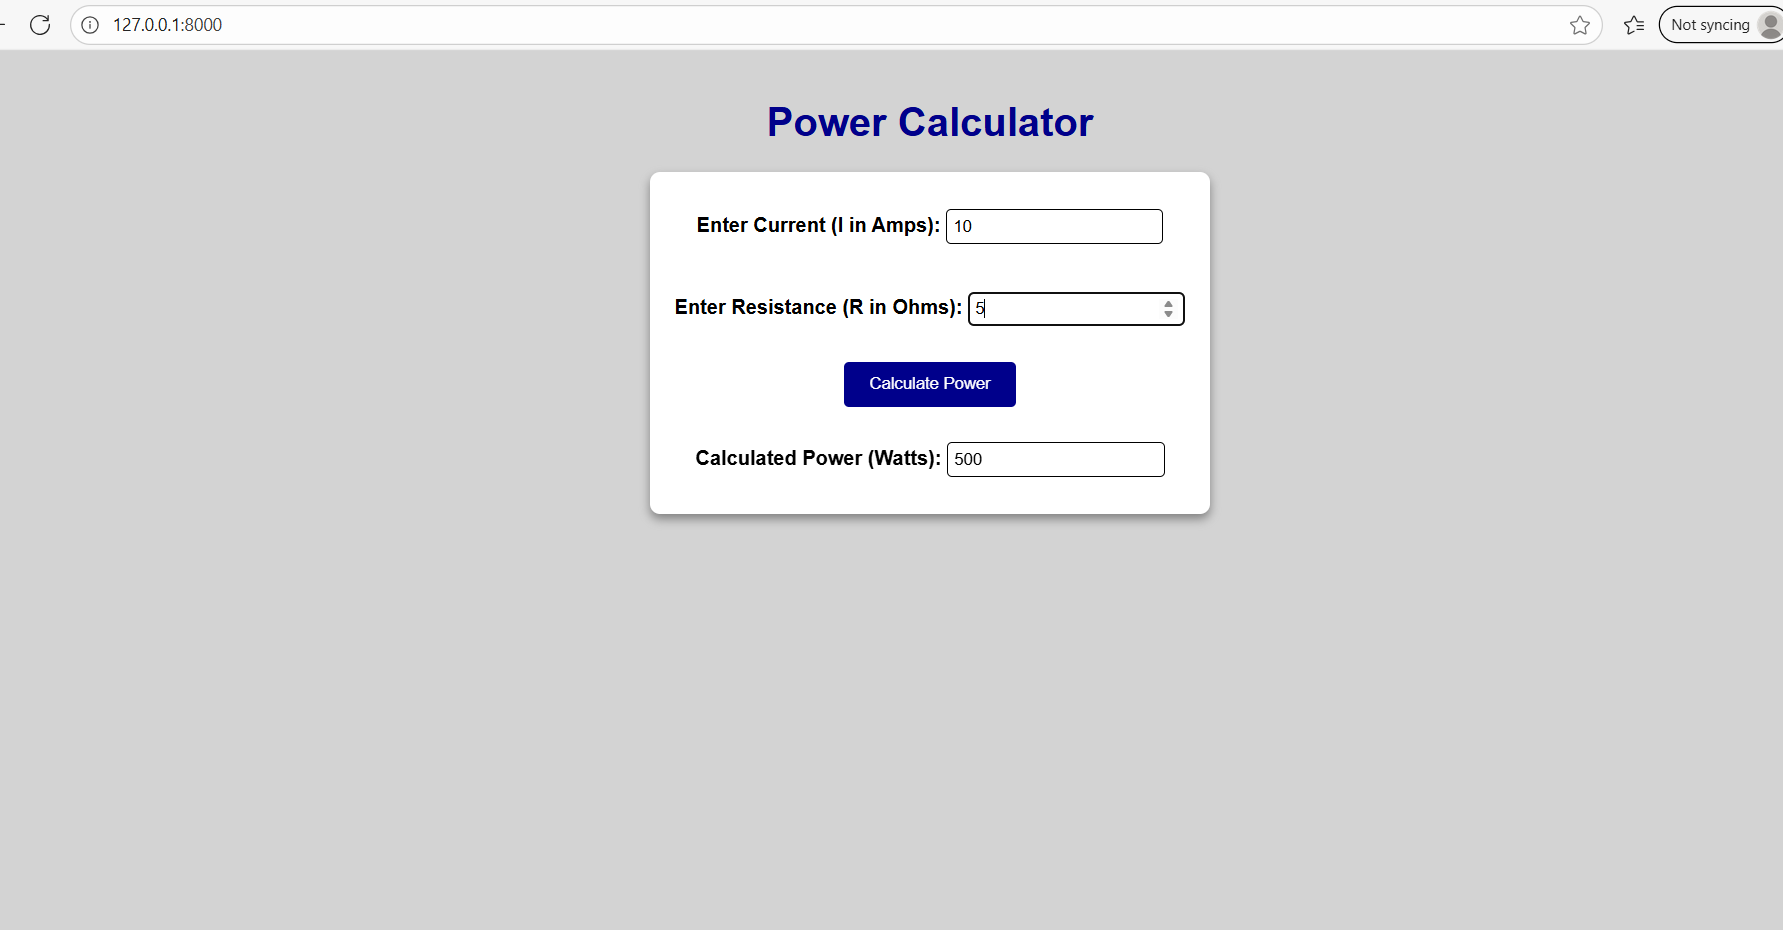 127.0.0.1:8000
Not syncing
Power Calculator
Enter Current (I in Amps): 10
Enter Resistance (R in Ohms): 5
Calculate Power
Calculated Power (Watts): 500